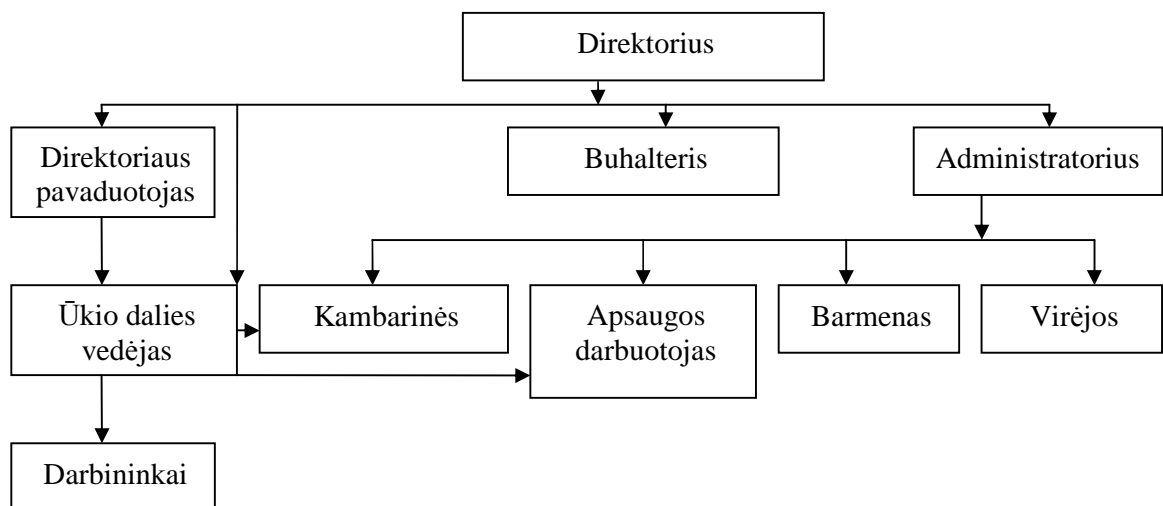 Direktorius
Direktoriaus
pavaduotojas
Buhalteris
Administratorius
Ūkio dalies
vedėjas
Kambarinės
Apsaugos
darbuotojas
Barmenas
Virėjos
Darbininkai